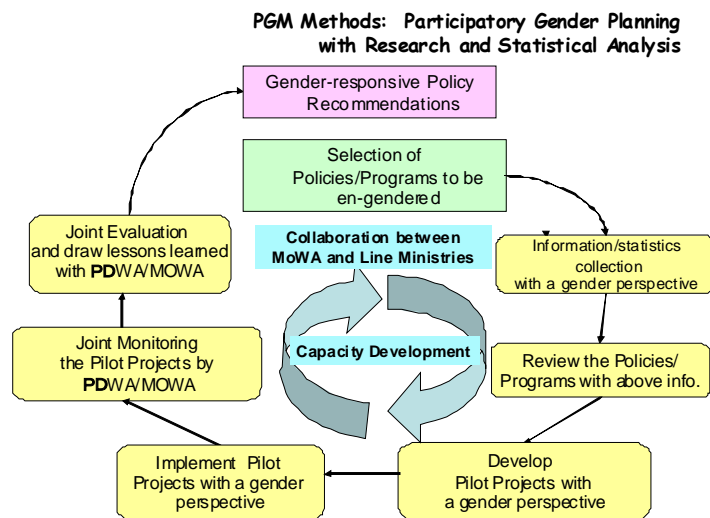 PGM Methods: Participatory Gender Planning
with Research and Statistical Analysis
Gender-responsive Policy
Recommendations
Selection of
Policies/Programs to be
en-gendered
Joint Evaluation
and draw lessons learned
with PDWA/MOWA
Collaboration between
MoWA and Line Ministries
Information/statistics
collection
with a gender perspective
Joint Monitoring
the Pilot Projects by
PDWA/MOWA
Capacity Development
Review the Policies/
Programs with above info.
Implement Pilot
Projects with a gender
perspective
Develop
Pilot Projects with
a gender perspective